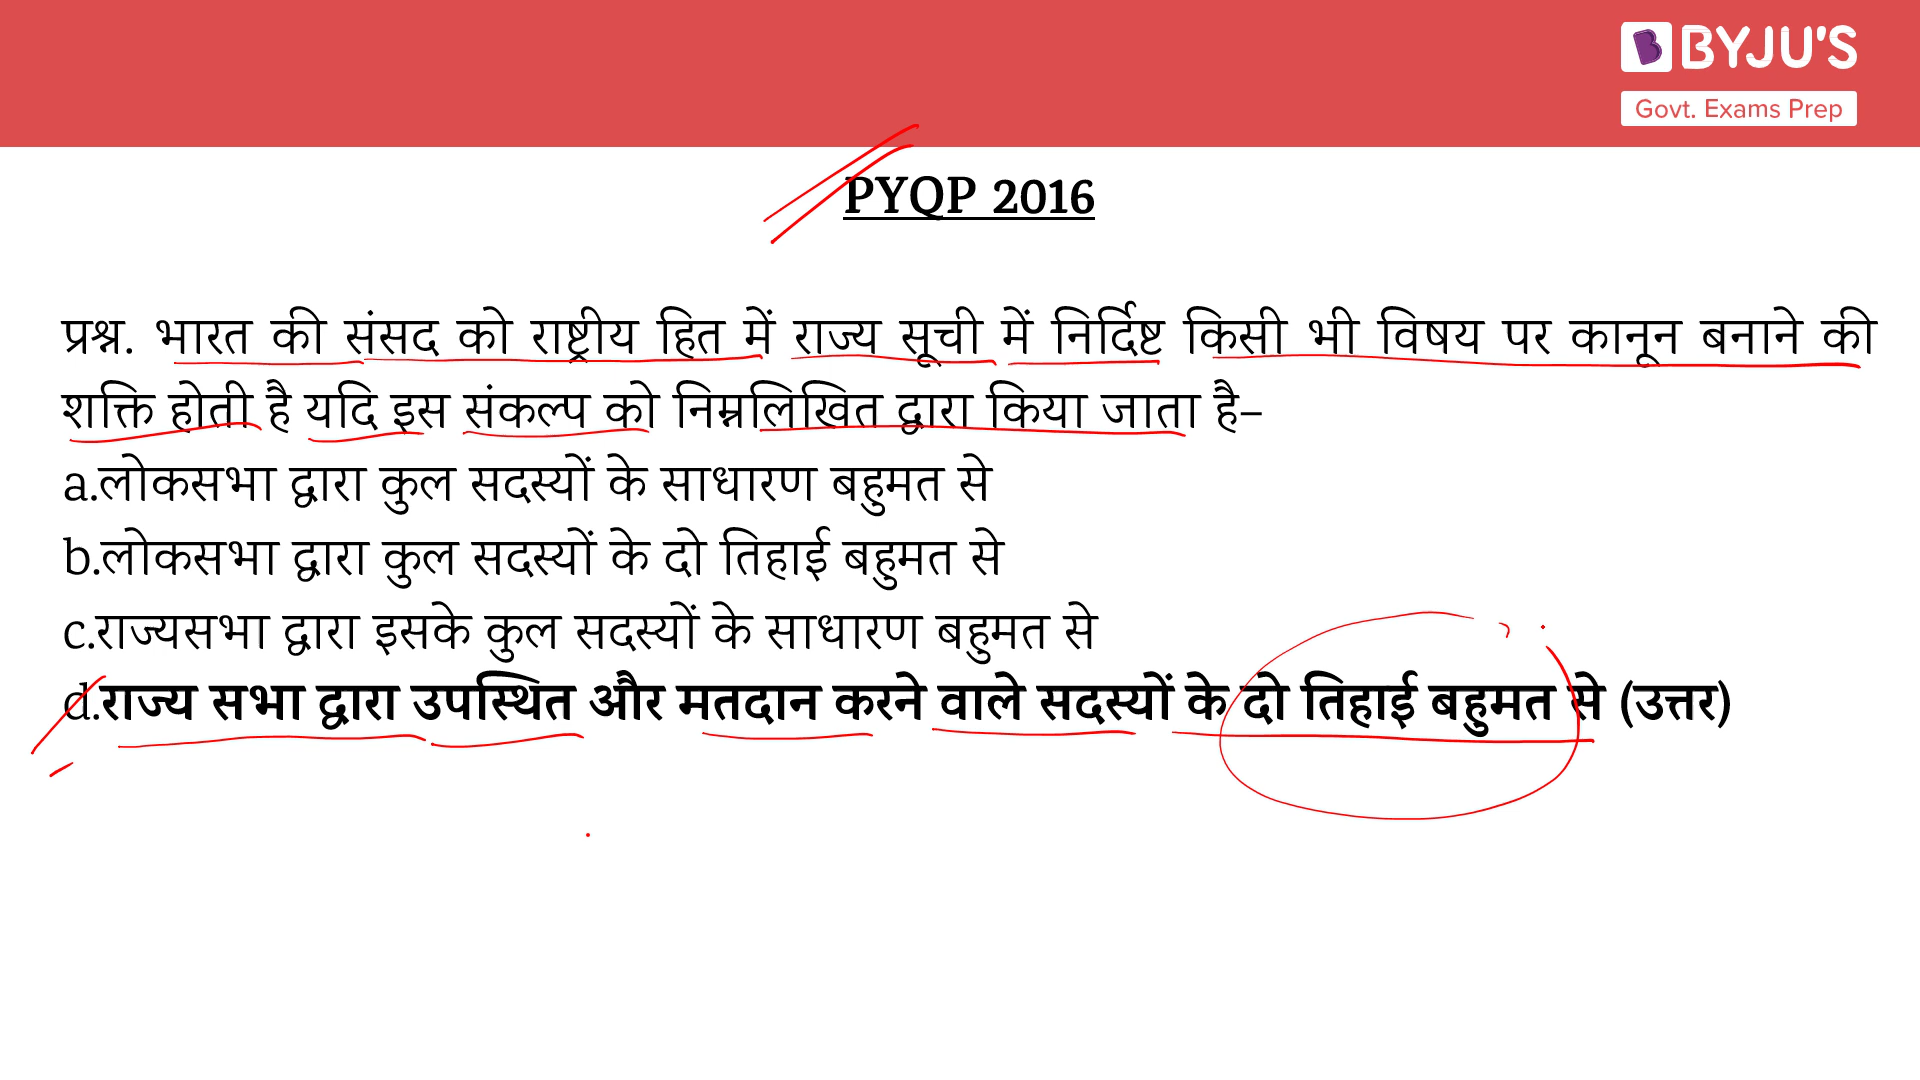 BYJU'S
Govt. Exams Prep
PYQP 2016
प्रश्न. भारत की संसद को राष्ट्रीय हित में राज्य सूची में निर्दिष्ट किसी भी विषय पर कानून बनाने की
शक्ति होती है यदि इस संकल्प को निम्नलिखित द्वारा किया जाता है–
a.लोकसभा द्वारा कुल सदस्यों के साधारण बहुमत से
b.लोकसभा द्वारा कुल सदस्यों के दो तिहाई बहुमत से
c.राज्यसभा द्वारा इसके कुल सदस्यों के साधारण बहुमत से
d.राज्य सभा द्वारा उपस्थित और मतदान करने वाले सदस्यों के दो तिहाई बहुमत से (उत्तर)